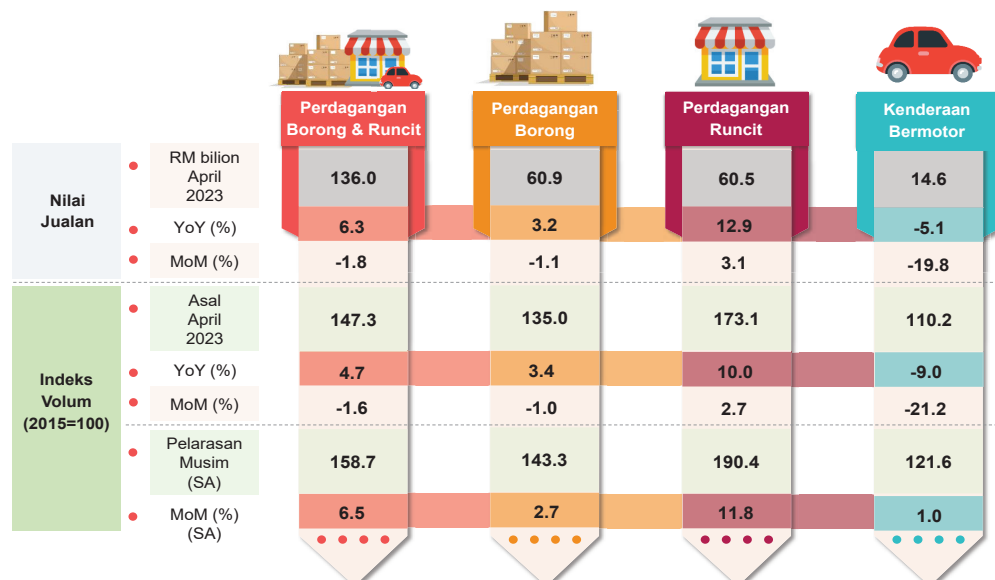 Perdagangan
Borong & Runcit
Perdagangan
Borong
Perdagangan
Runcit
Kenderaan
Bermotor
Nilai
Jualan
RM bilion
April
2023
136.0
60.9
60.5
14.6
YoY (%)
6.3
3.2
12.9
-5.1
MoM (%)
-1.8
-1.1
3.1
-19.8
Indeks
Volum
(2015=100)
Asal
April
2023
147.3
135.0
173.1
110.2
YoY (%)
4.7
3.4
10.0
-9.0
MoM (%)
-1.6
-1.0
2.7
-21.2
Pelarasan
Musim
(SA)
158.7
143.3
190.4
121.6
MoM (%)
(SA)
6.5
2.7
11.8
1.0